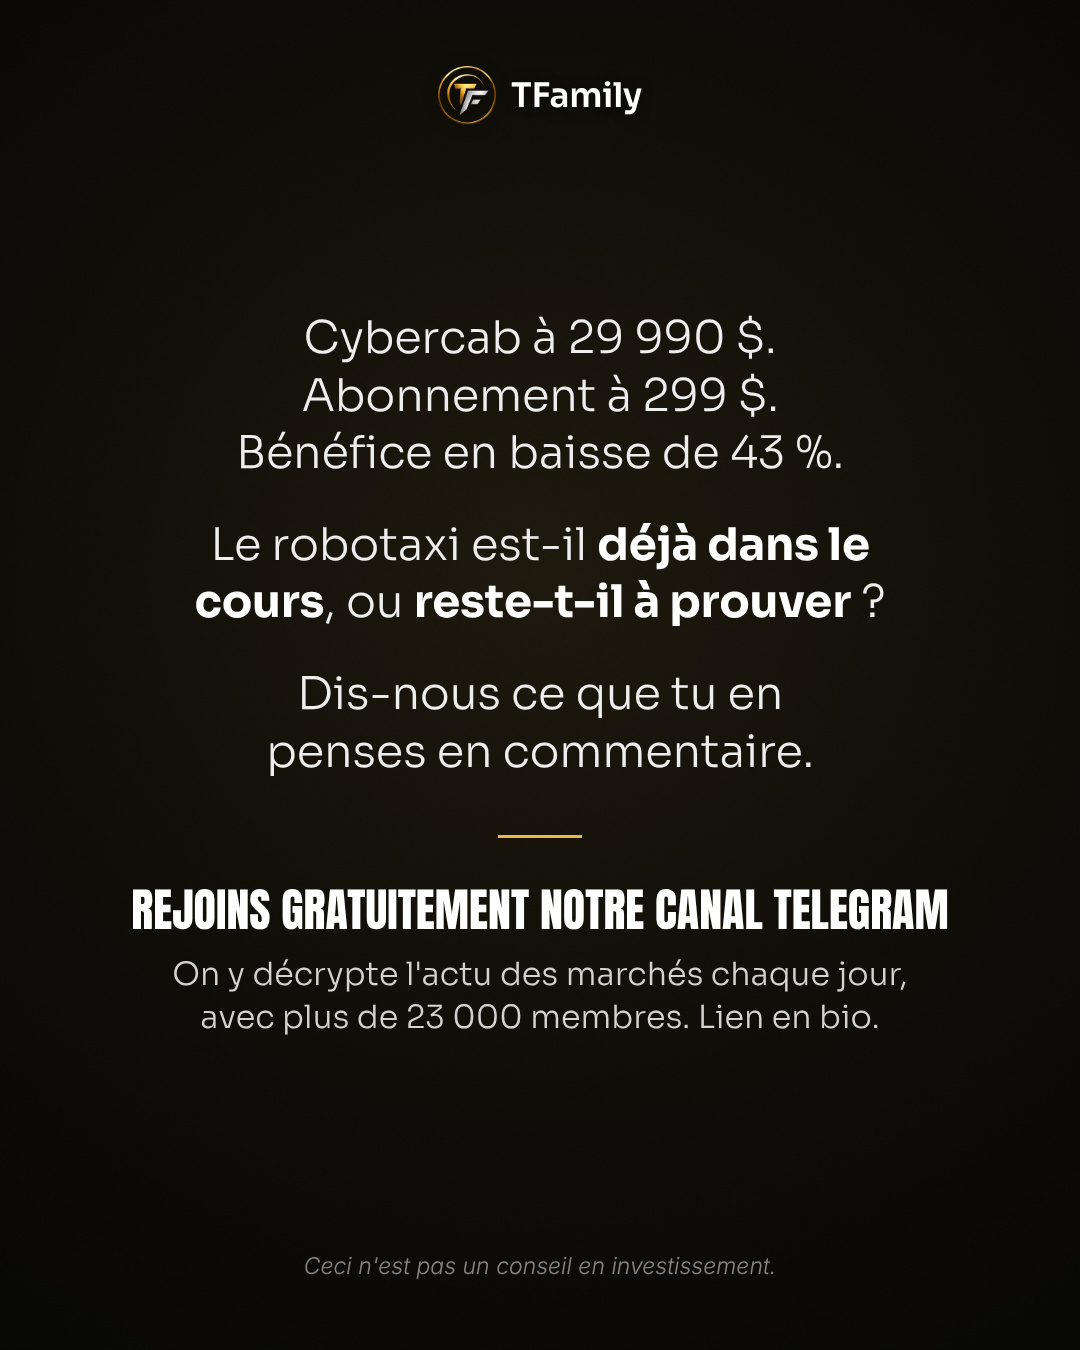 TF TFamily
Cybercab à 29 990 $.
Abonnement à 299 $.
Bénéfice en baisse de 43 %.
Le robotaxi est-il déjà dans le
cours, ou reste-t-il à prouver ?
Dis-nous ce que tu en
penses en commentaire.
REJOINS GRATUITEMENT NOTRE CANAL TELEGRAM
On y décrypte l'actu des marchés chaque jour,
avec plus de 23 000 membres. Lien en bio.
Ceci n'est pas un conseil en investissement.